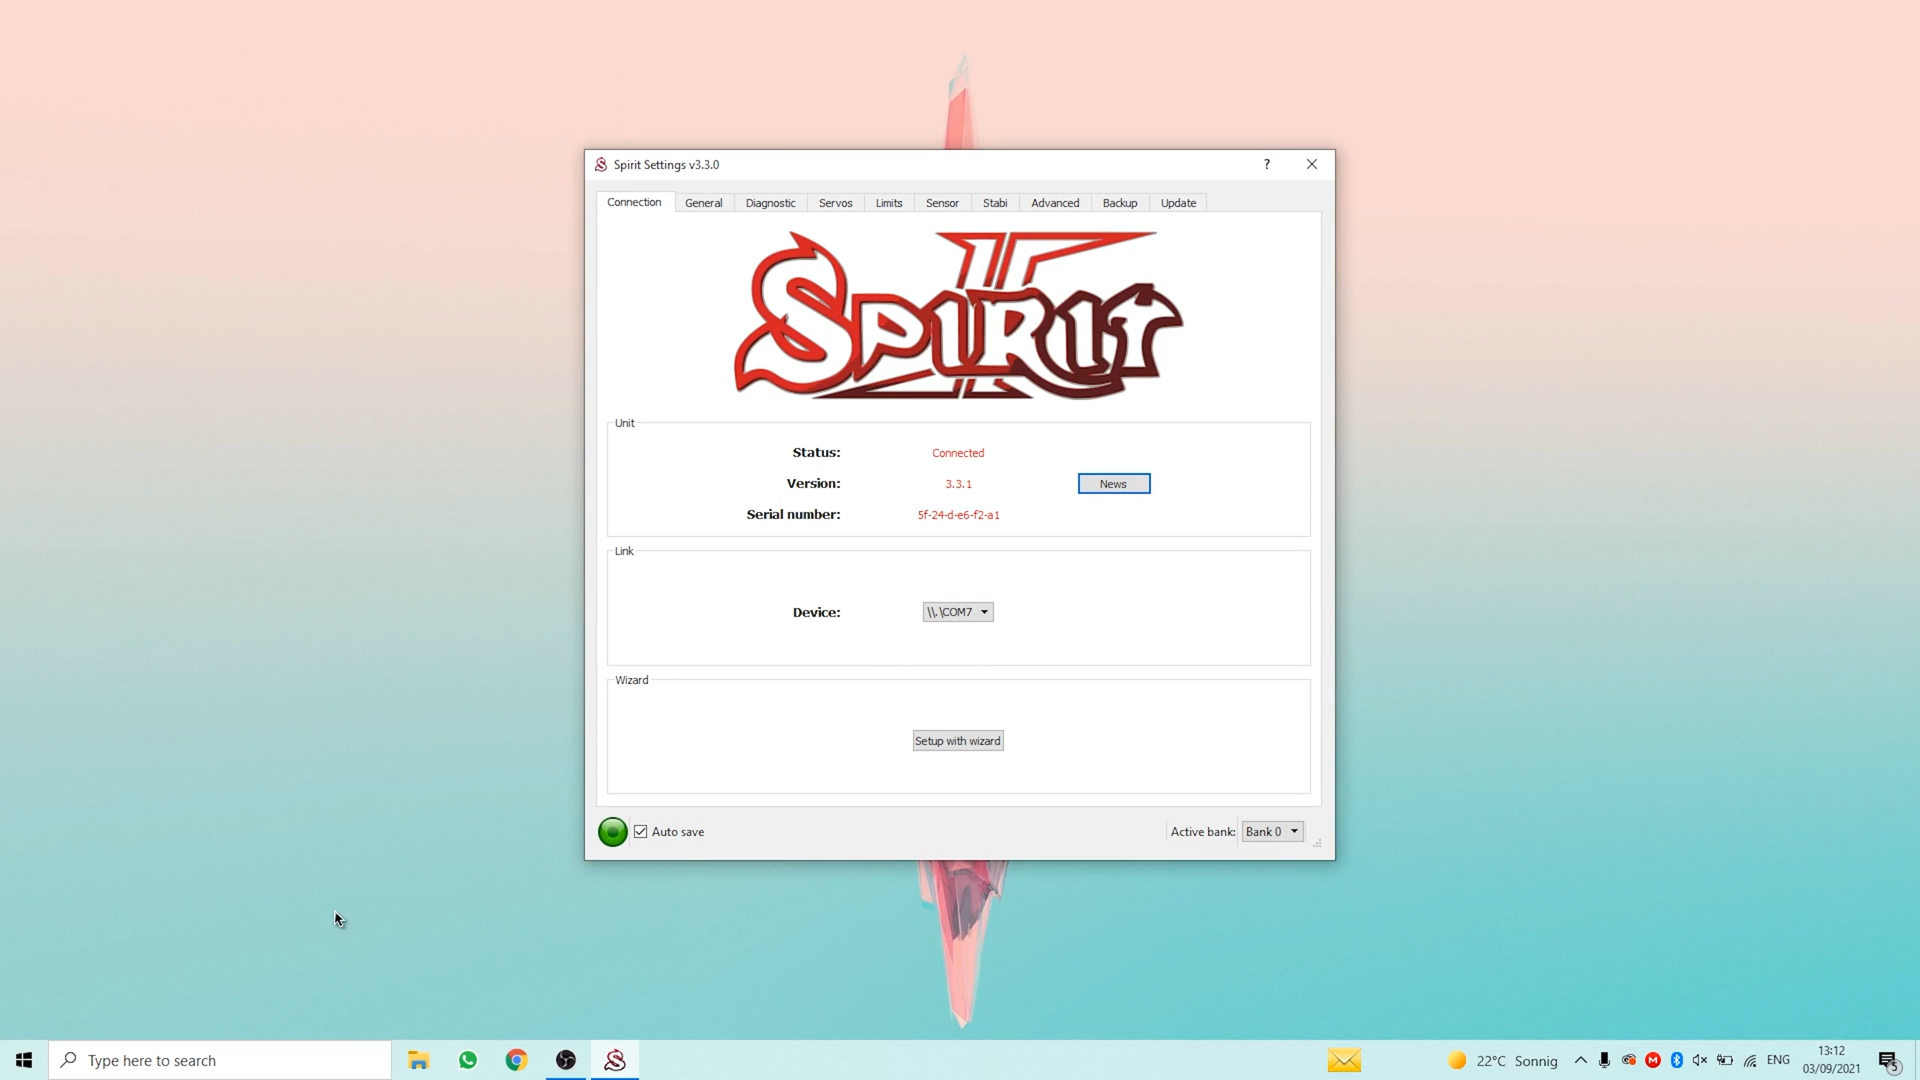 Spirit Settings v3.3.0
?
Connection General Diagnostic Servos Limits Sensor Stabi Advanced Backup Update
SPIRIT
Unit
Status: Connected
Version: 3.3.1 News
Serial number: 5f-24-d-e6-f2-a1
Link
Device: \\.\COM7
Wizard
Setup with wizard
Auto save
Active bank: Bank 0
Type here to search
22°C Sonnig
ENG
13:12
03/09/2021
5